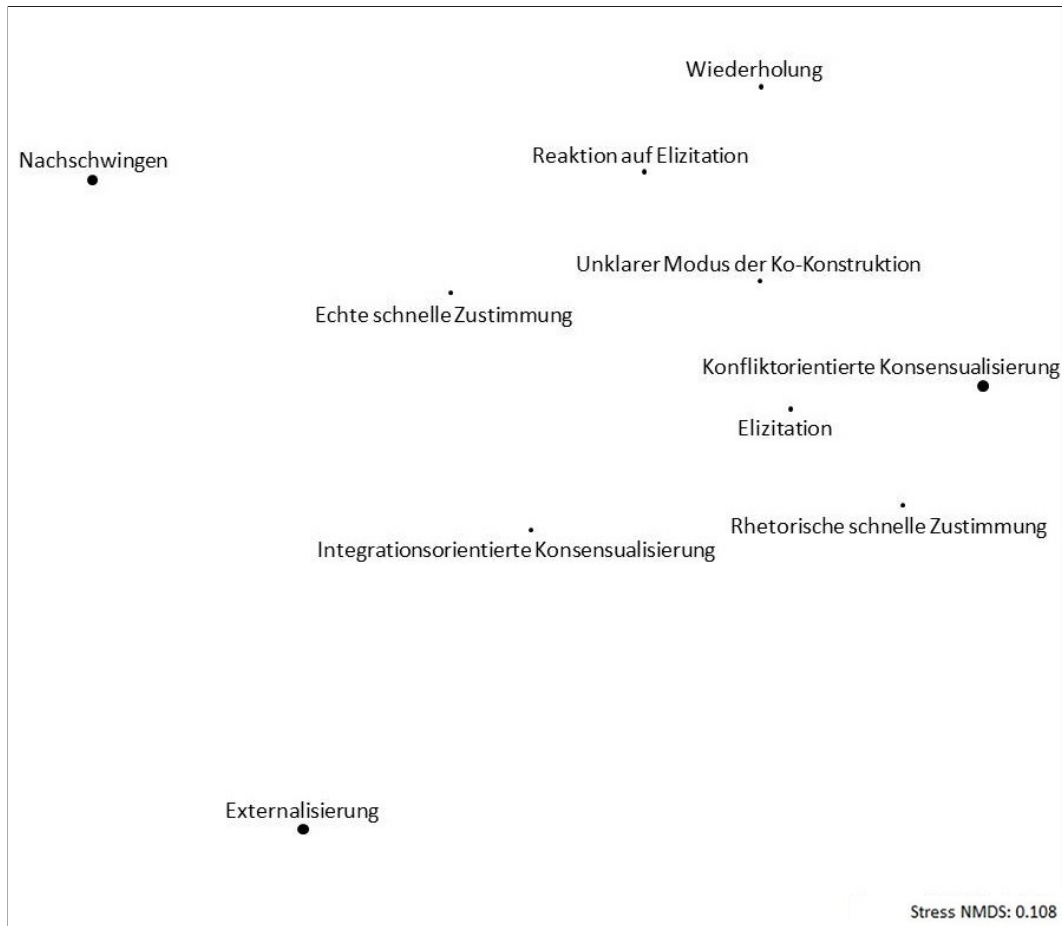 Wiederholung
Reaktion auf Elizitation
Nachschwingen
Unklarer Modus der Ko-Konstruktion
Echte schnelle Zustimmung
Konfliktorientierte Konsensualisierung
Elizitation
Rhetorische schnelle Zustimmung
Integrationsorientierte Konsensualisierung
Externalisierung
Stress NMDS: 0.108